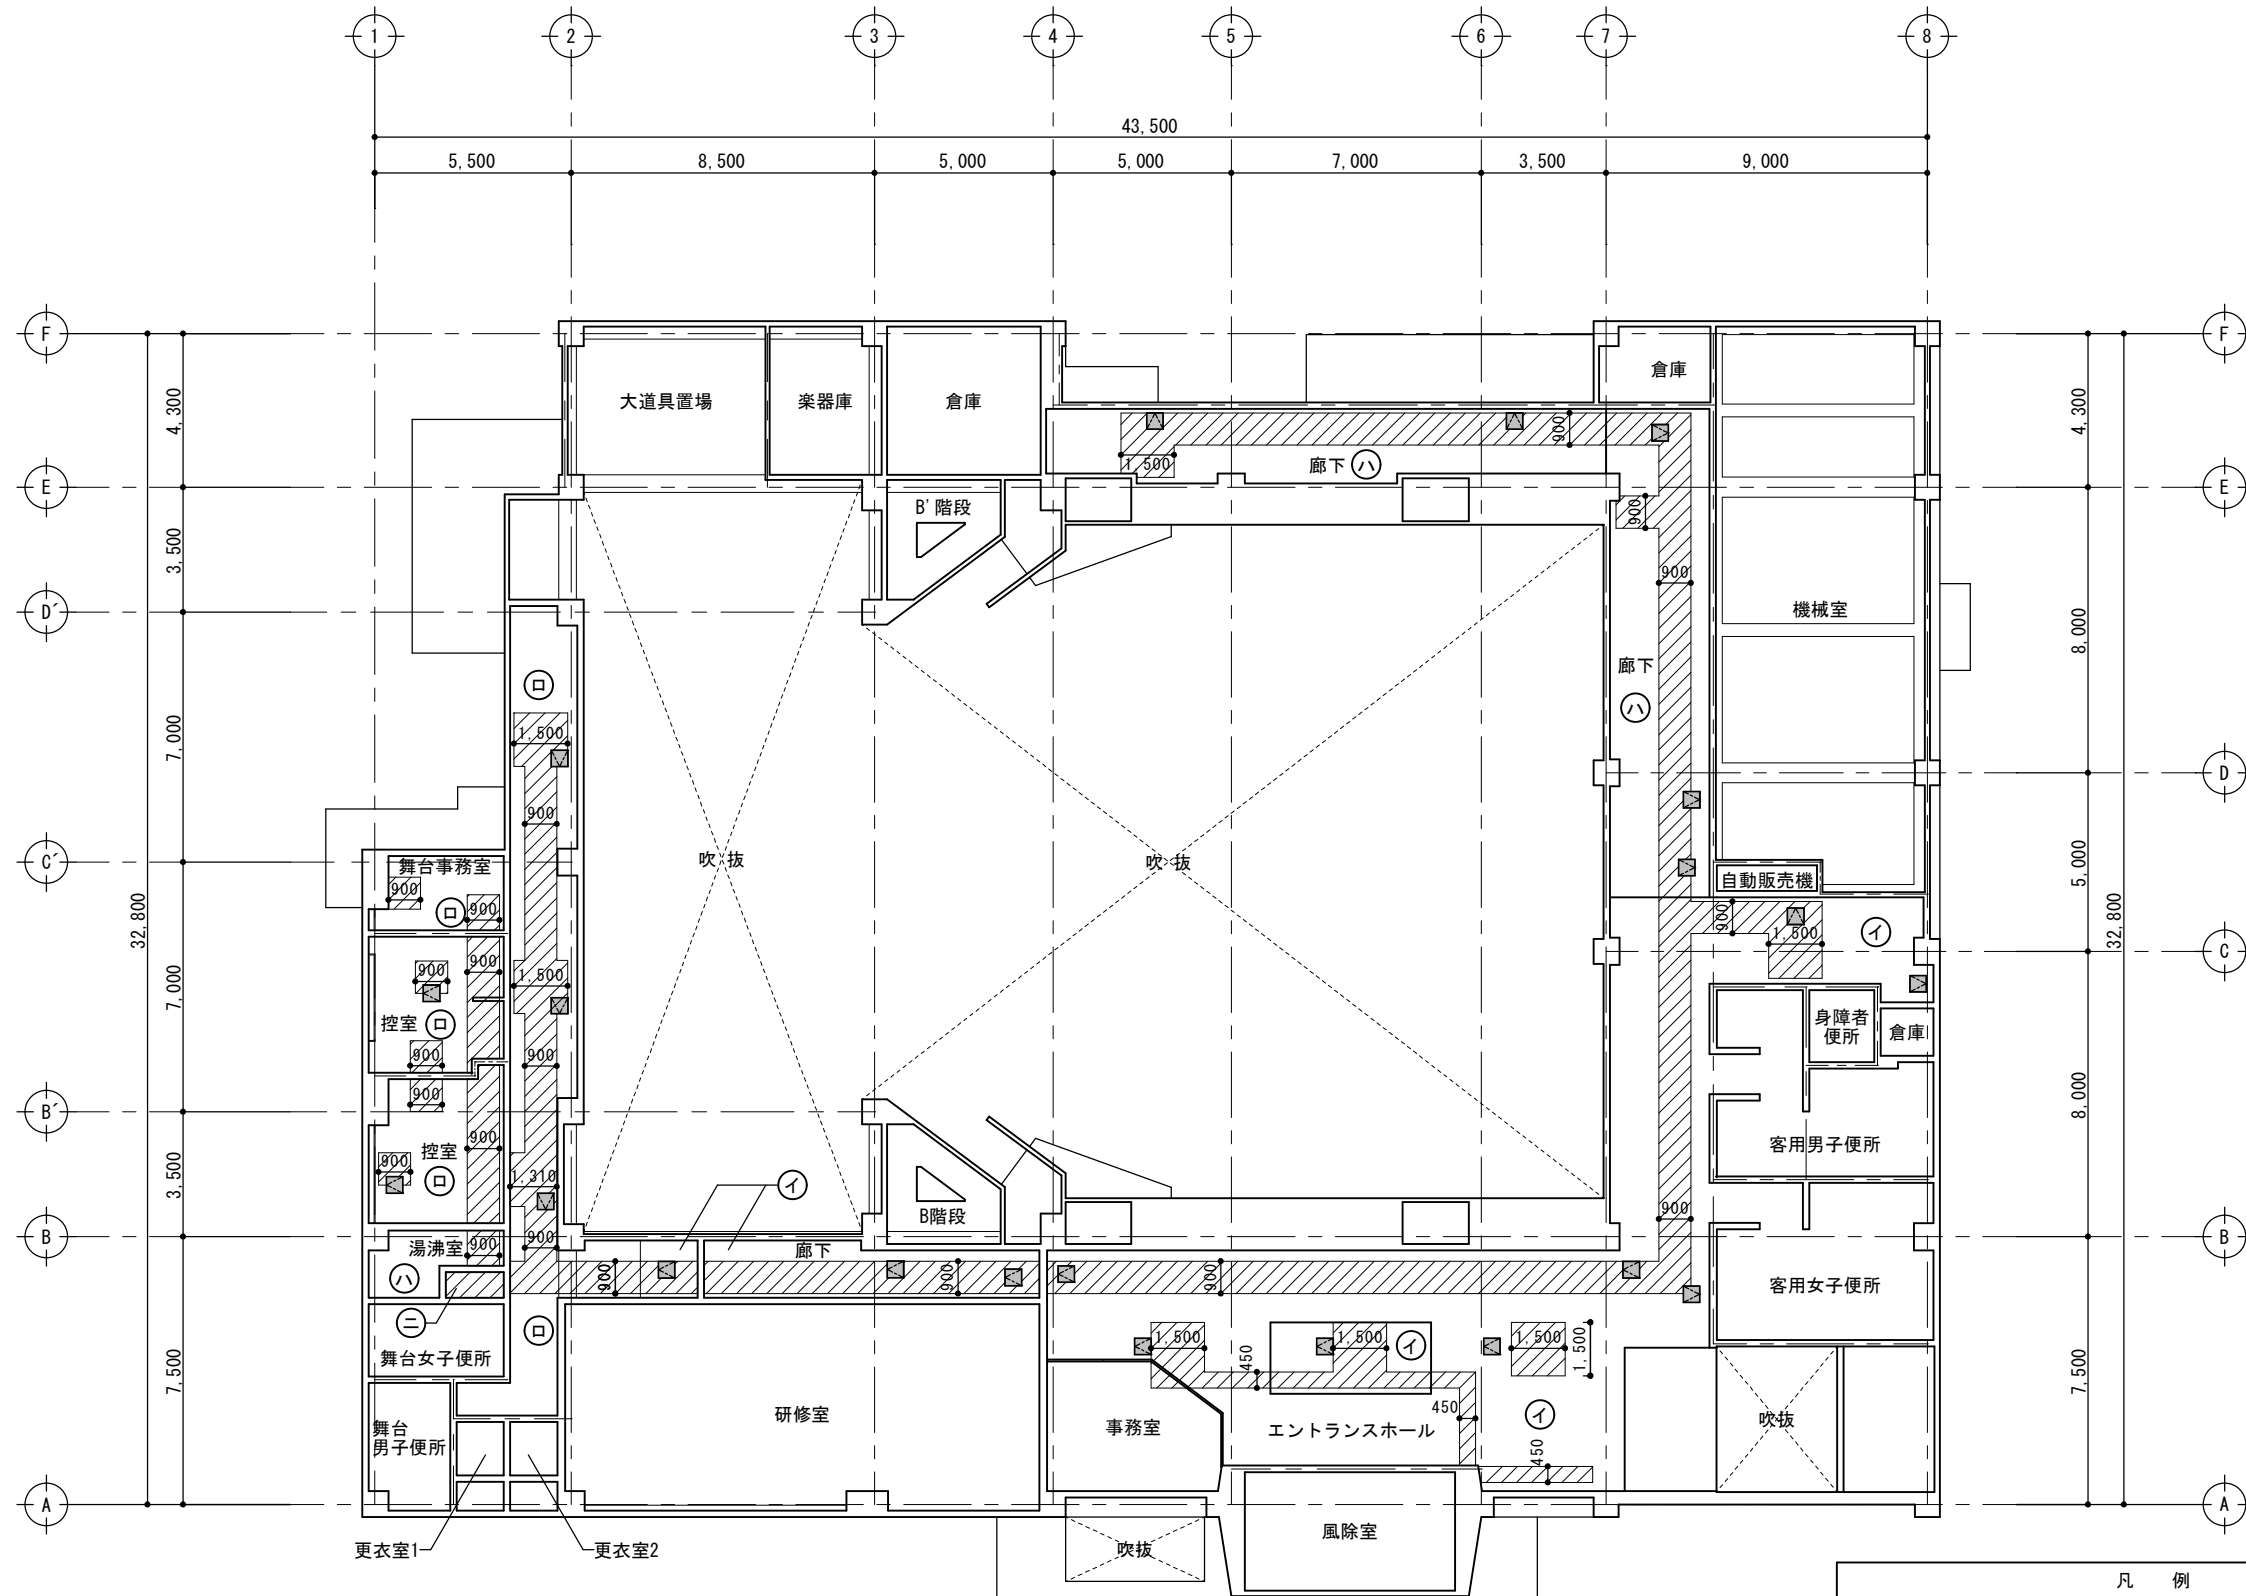 1
2
3
4
5
6
7
8
43,500
5,500
8,500
5,000
5,000
7,000
3,500
9,000
F
F
4,300
4,300
大道具置場
楽器庫
倉庫
倉庫
900
1,500
廊下
ハ
E
E
B'階段
900
3,500
900
D´
機械室
8,000
廊下
ロ
ハ
7,000
1,500
D
D
900
C´
舞台事務室
吹 抜
吹 抜
5,000
自動販売機
900
900
ロ
900
1,500
イ
32,800
32,800
C
900
900
1,500
7,000
控室
ロ
身障者
便所
倉庫
900
900
900
B´
8,000
900
控室
客用男子便所
900
ロ
1,310
イ
3,500
900
B階段
B
B
湯沸室
900
900
廊下
ハ
900
900
900
客用女子便所
ニ
ロ
舞台女子便所
1,500
1,500
イ
1,500
1,500
450
7,500
7,500
舞台
男子便所
研修室
事務室
エントランスホール
450
イ
吹抜
450
A
A
更衣室1
更衣室2
吹抜
風除室
凡 例